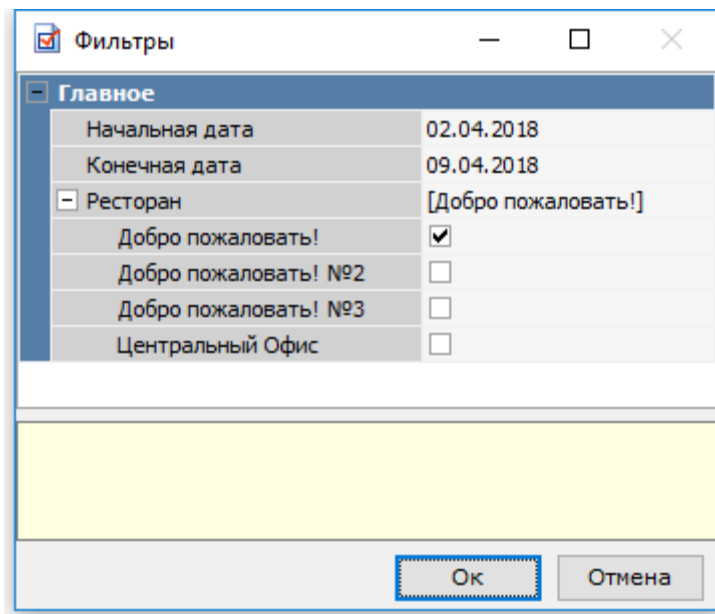 Фильтры
Главное
Начальная дата 02.04.2018
Конечная дата 09.04.2018
Ресторан [Добро пожаловать!]
Добро пожаловать!
Добро пожаловать! №2
Добро пожаловать! №3
Центральный Офис
Ок Отмена